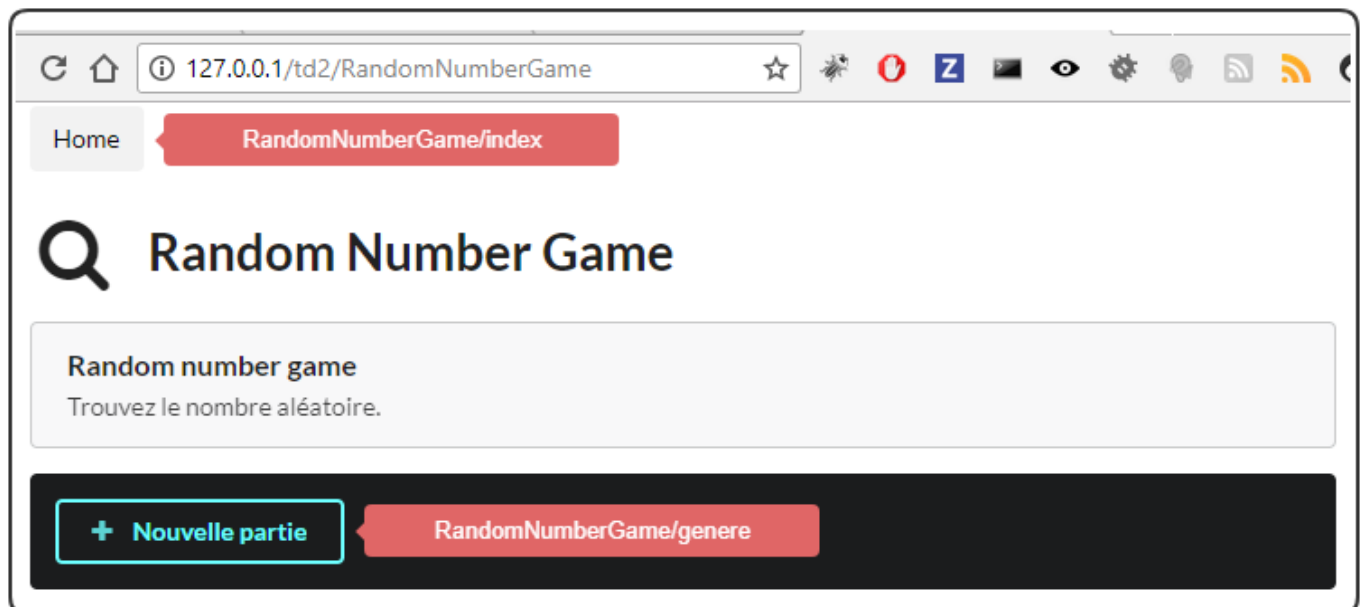 127.0.0.1/td2/RandomNumberGame
Z
Home
RandomNumberGame/index
Random Number Game
Random number game
Trouvez le nombre aléatoire.
Nouvelle partie
RandomNumberGame/genere